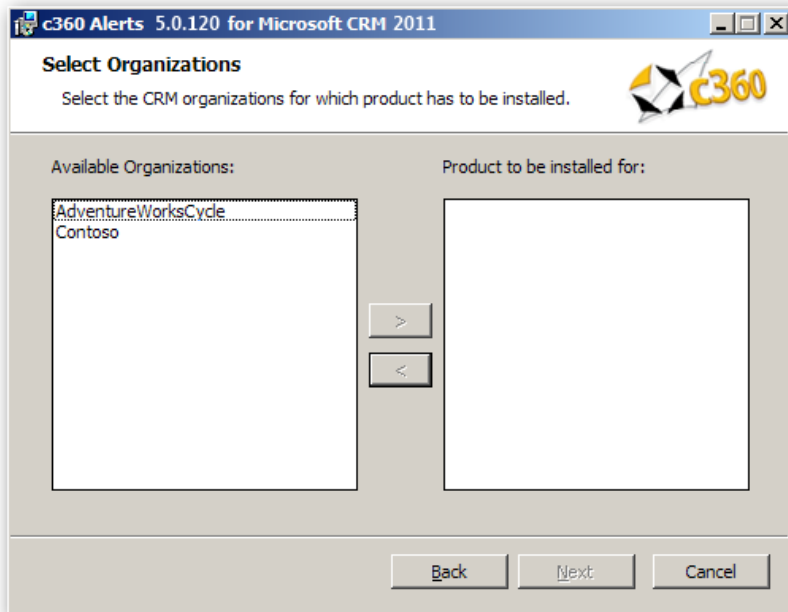 c360 Alerts 5.0.120 for Microsoft CRM 2011
Select Organizations
Select the CRM organizations for which product has to be installed.
c360
Available Organizations:
Product to be installed for:
AdventureWorksCycle
Contoso
>
<
Back
Next
Cancel